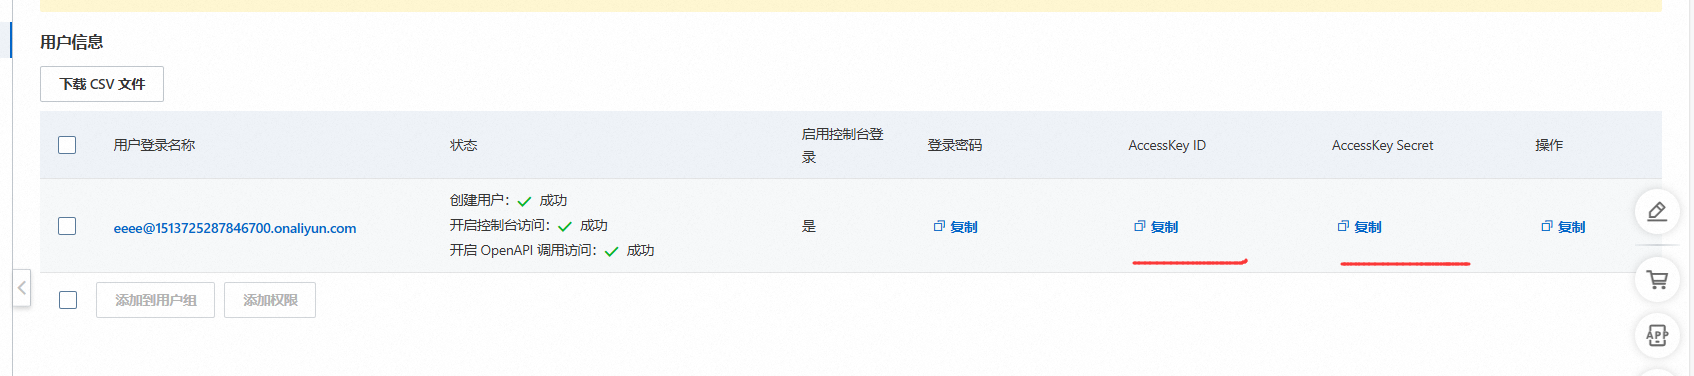 用户信息
下载 CSV 文件
用户登录名称 状态 启用控制台登录 登录密码 AccessKey ID AccessKey Secret 操作
eeee@1513725287846700.onaliyun.com
创建用户： 成功
开启控制台访问： 成功
开启 OpenAPI 调用访问： 成功
是 复制 复制 复制 复制
添加到用户组 添加权限
APP